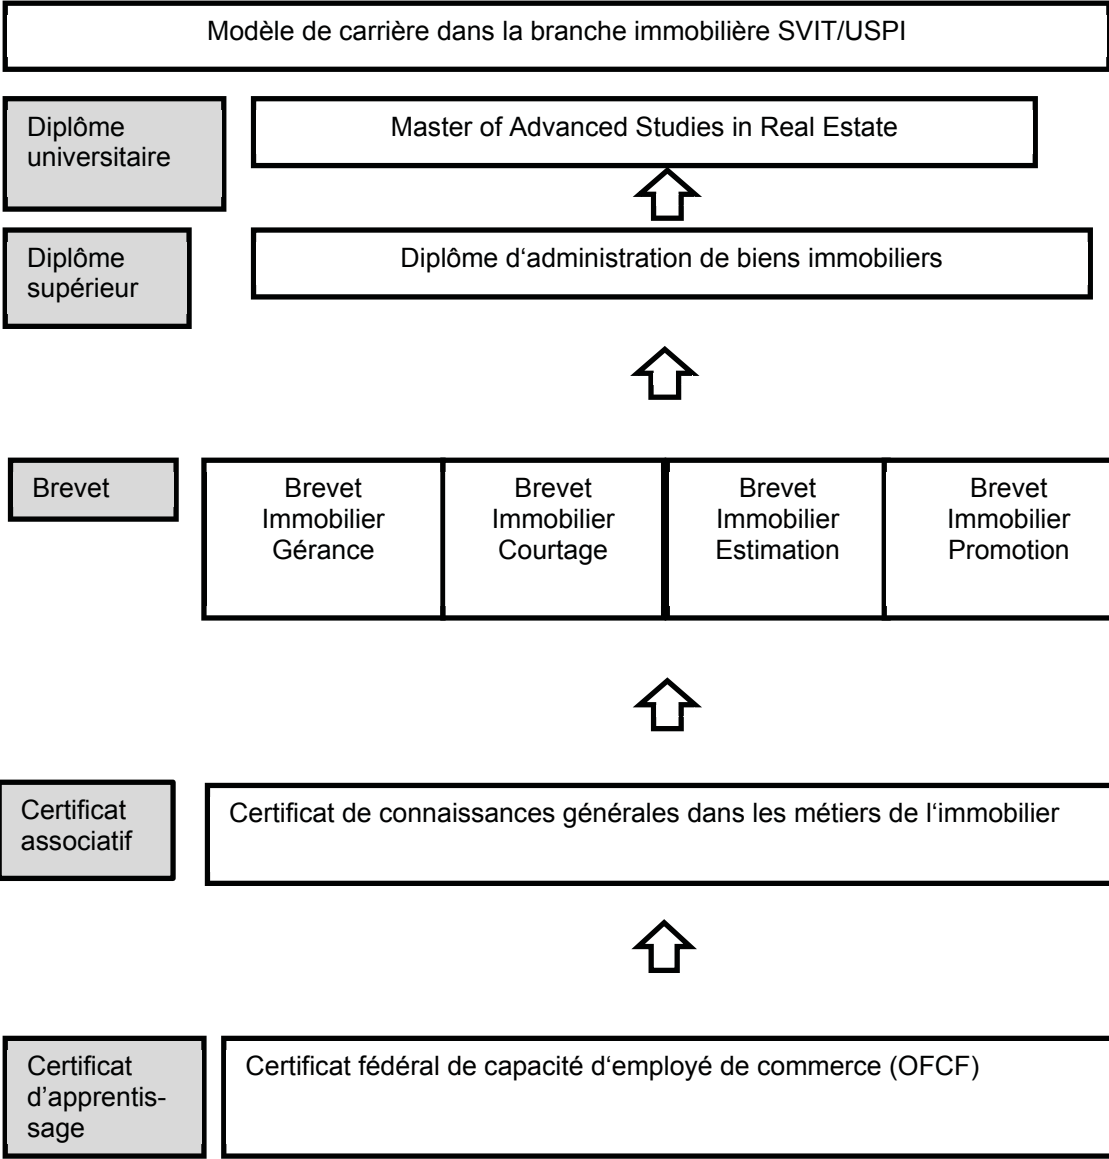 Modèle de carrière dans la branche immobilière SVIT/USPI
Diplôme
universitaire
Master of Advanced Studies in Real Estate
Diplôme
supérieur
Diplôme d‘administration de biens immobiliers
Brevet
Brevet
Immobilier
Gérance
Brevet
Immobilier
Courtage
Brevet
Immobilier
Estimation
Brevet
Immobilier
Promotion
Certificat
associatif
Certificat de connaissances générales dans les métiers de l‘immobilier
Certificat
d’apprentis-
sage
Certificat fédéral de capacité d‘employé de commerce (OFCF)